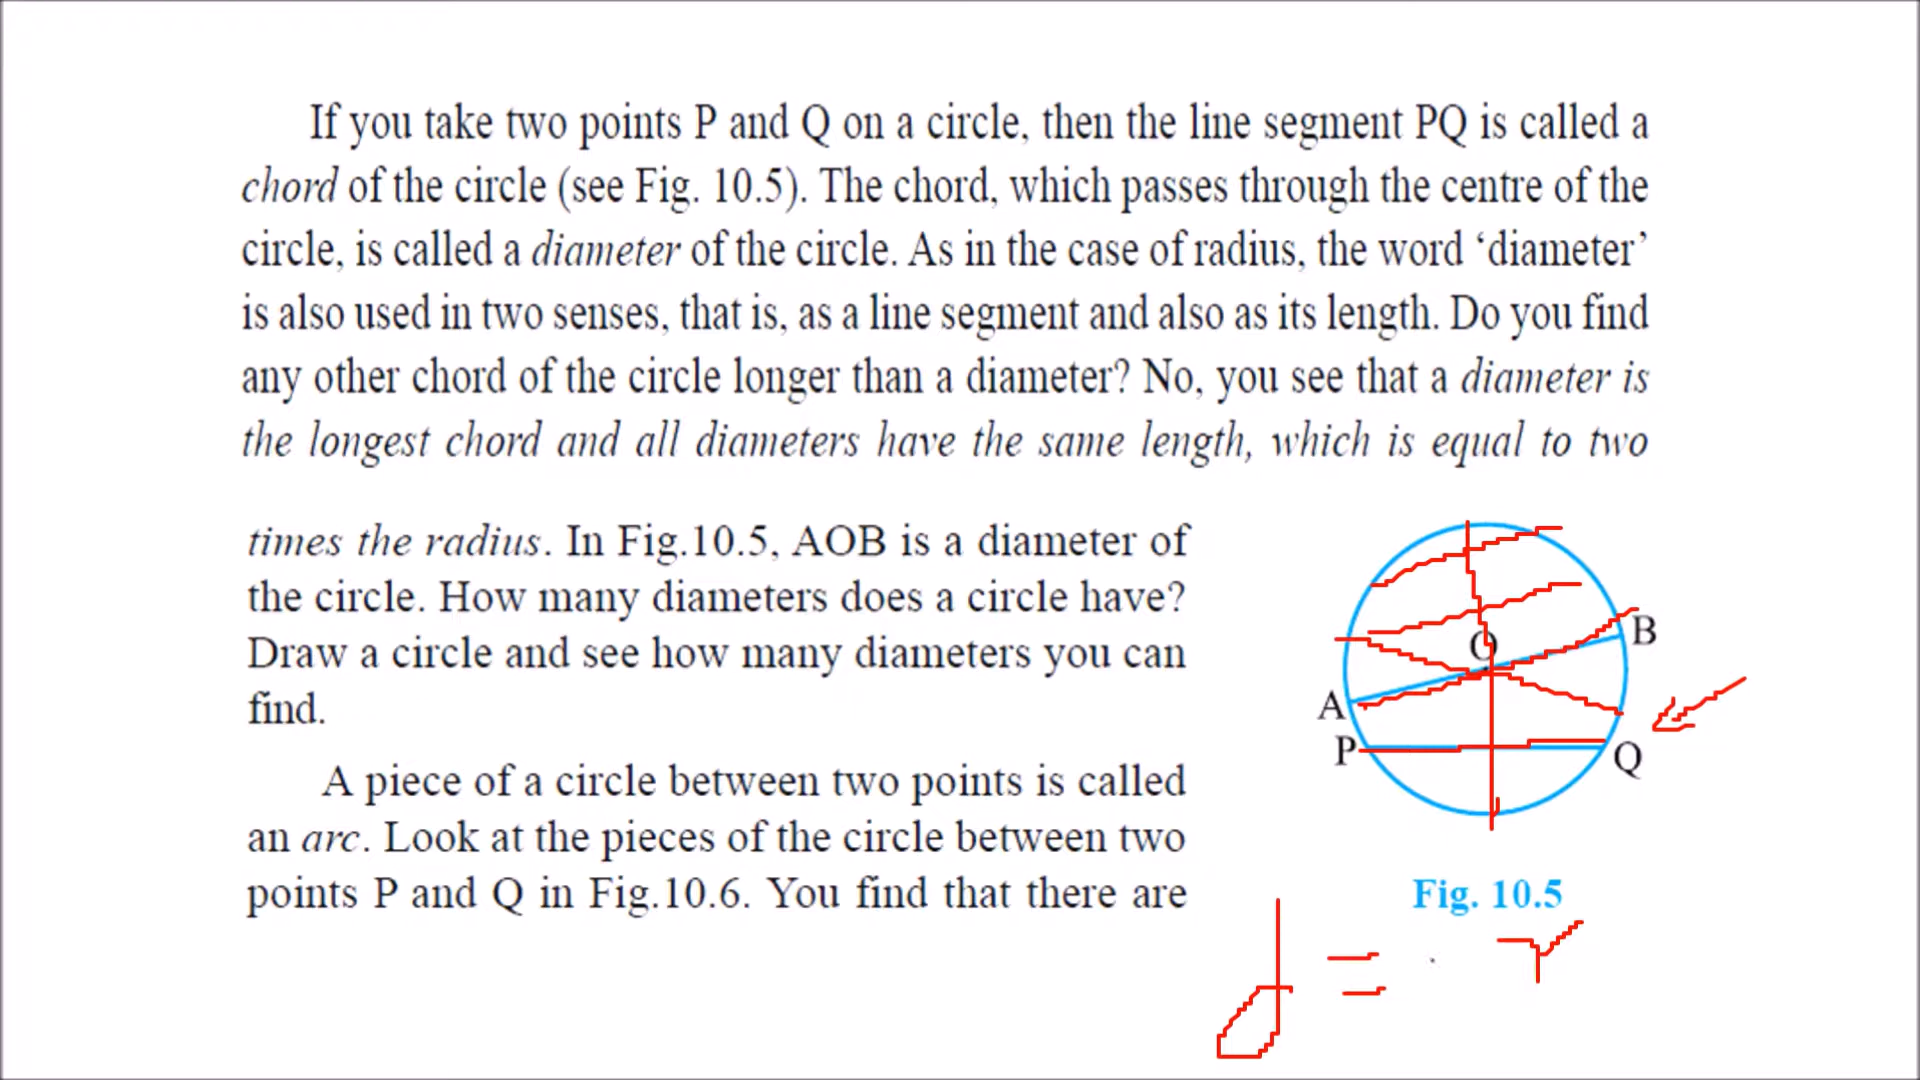 If you take two points P and Q on a circle, then the line segment PQ is called a
chord of the circle (see Fig. 10.5). The chord, which passes through the centre of the
circle, is called a diameter of the circle. As in the case of radius, the word ‘diameter’
is also used in two senses, that is, as a line segment and also as its length. Do you find
any other chord of the circle longer than a diameter? No, you see that a diameter is
the longest chord and all diameters have the same length, which is equal to two
times the radius. In Fig.10.5, AOB is a diameter of
the circle. How many diameters does a circle have?
Draw a circle and see how many diameters you can
find.
A piece of a circle between two points is called
an arc. Look at the pieces of the circle between two
points P and Q in Fig.10.6. You find that there are
O
B
A
P
Q
Fig. 10.5
d = r